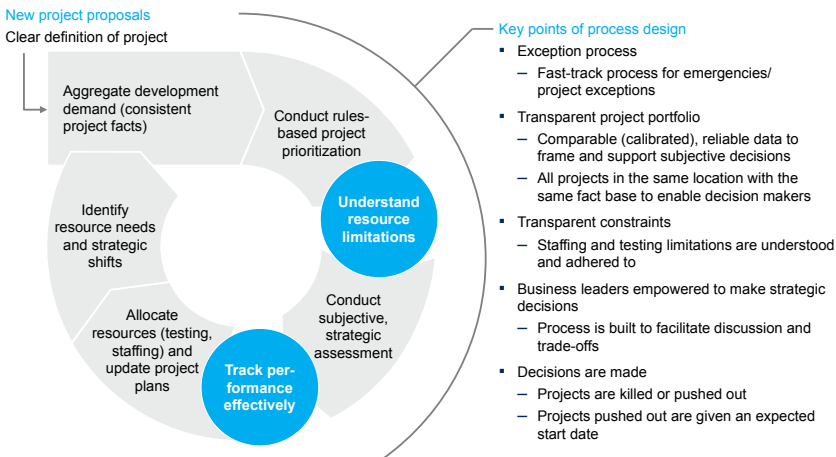 New project proposals
Clear definition of project
Aggregate development
demand (consistent
project facts)
Conduct rules-
based project
prioritization
Understand
resource
limitations
Conduct
subjective,
strategic
assessment
Track per-
formance
effectively
Allocate
resources (testing,
staffing) and
update project
plans
Identify
resource needs
and strategic
shifts
Key points of process design
▪ Exception process
– Fast-track process for emergencies/
project exceptions
▪ Transparent project portfolio
– Comparable (calibrated), reliable data to
frame and support subjective decisions
– All projects in the same location with the
same fact base to enable decision makers
▪ Transparent constraints
– Staffing and testing limitations are understood
and adhered to
▪ Business leaders empowered to make strategic
decisions
– Process is built to facilitate discussion and
trade-offs
▪ Decisions are made
– Projects are killed or pushed out
– Projects pushed out are given an expected
start date